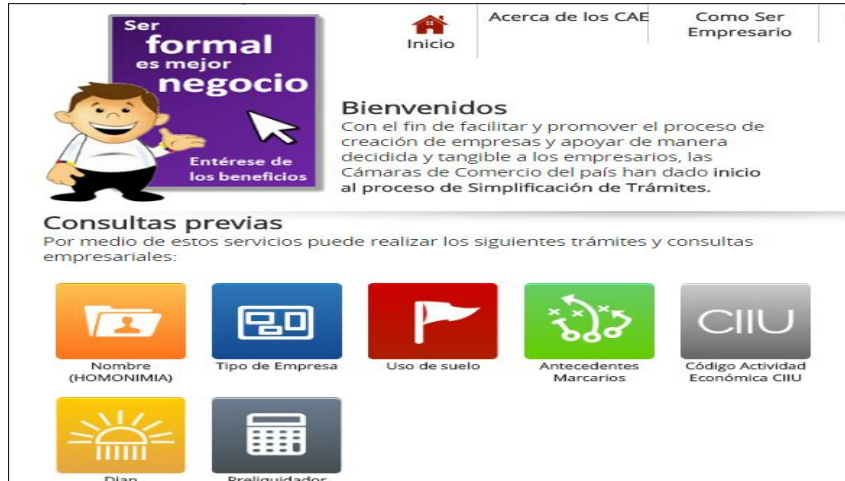 Ser
formal
es mejor
negocio
Entérese de
los beneficios
Inicio
Acerca de los CAE
Como Ser
Empresario
Bienvenidos
Con el fin de facilitar y promover el proceso de
creación de empresas y apoyar de manera
decidida y tangible a los empresarios, las
Cámaras de Comercio del país han dado inicio
al proceso de Simplificación de Trámites.
Consultas previas
Por medio de estos servicios puede realizar los siguientes trámites y consultas
empresariales:
CIIU
Nombre
(HOMONIMIA)
Tipo de Empresa
Uso de suelo
Antecedentes
Marcarios
Código Actividad
Económica CIIU
Dian
Preliquidador